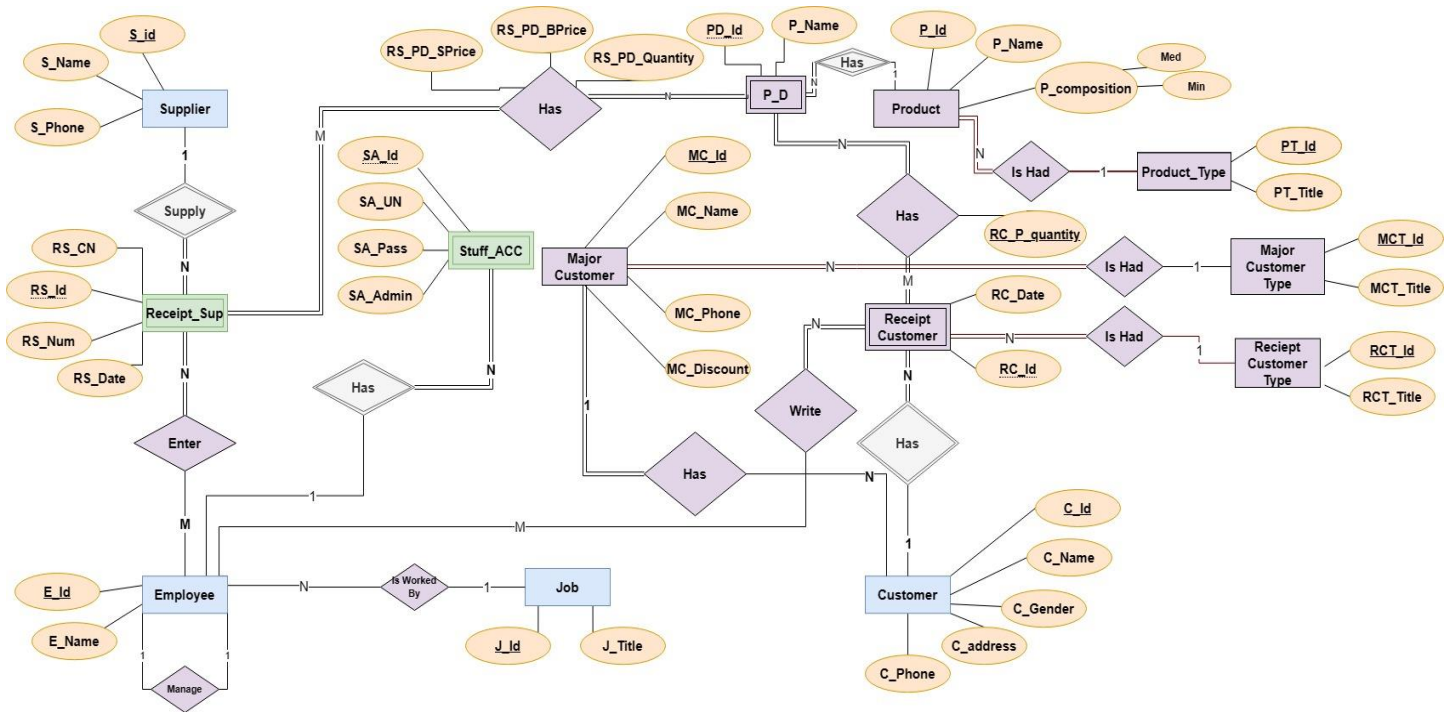 S_id
S_Name
Supplier
S_Phone
1
Supply
N
RS_CN
RS_Id
Receipt_Sup
RS_Num
RS_Date
N
Enter
M
RS_PD_SPrice
RS_PD_BPrice
RS_PD_Quantity
Has
N
M
PD_Id
P_Name
P_D
N
Has
1
P_Id
P_Name
Product
P_composition
Med
Min
N
Is Had
1
Product_Type
PT_Id
PT_Title
SA_Id
SA_UN
SA_Pass
SA_Admin
Stuff_ACC
N
Has
1
MC_Id
MC_Name
Major
Customer
MC_Phone
MC_Discount
N
Is Had
1
Major
Customer
Type
MCT_Id
MCT_Title
N
Has
RC_P_quantity
M
RC_Date
Receipt
Customer
RC_Id
N
Is Had
1
Reciept
Customer
Type
RCT_Id
RCT_Title
N
Write
M
N
Has
1
1
Has
N
C_Id
C_Name
Customer
C_Gender
C_address
C_Phone
E_Id
Employee
E_Name
N
Is Worked
By
1
Job
J_Id
J_Title
1
1
Manage